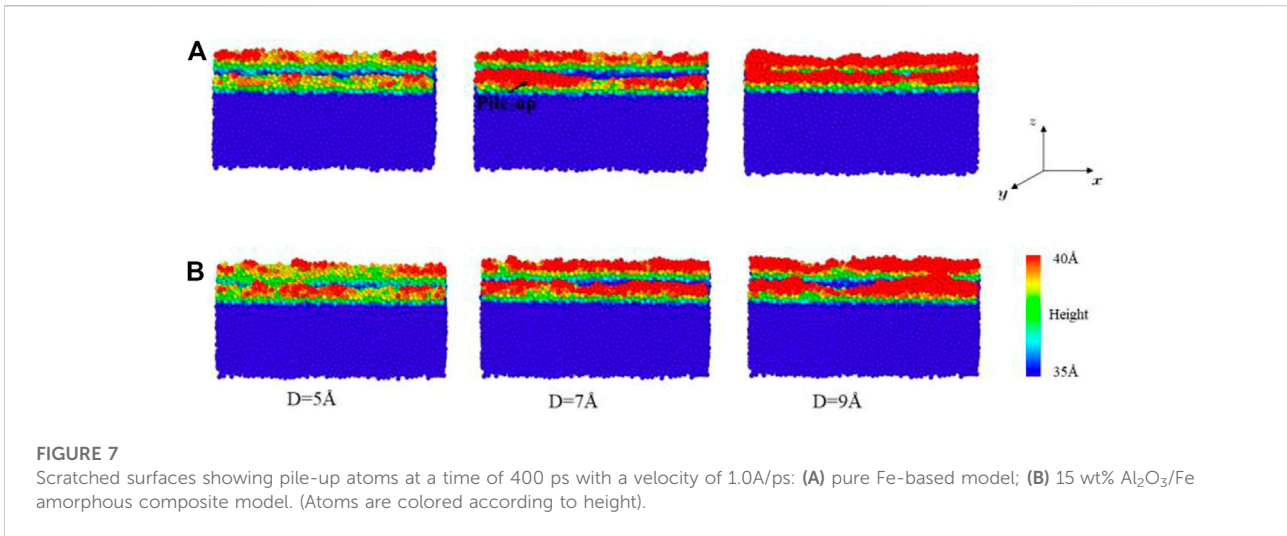 A
Pile-up
z
x
y
B
40Å
Height
35Å
D=5Å
D=7Å
D=9Å
FIGURE 7
Scratched surfaces showing pile-up atoms at a time of 400 ps with a velocity of 1.0A/ps: (A) pure Fe-based model; (B) 15 wt% Al₂O₃/Fe
amorphous composite model. (Atoms are colored according to height).